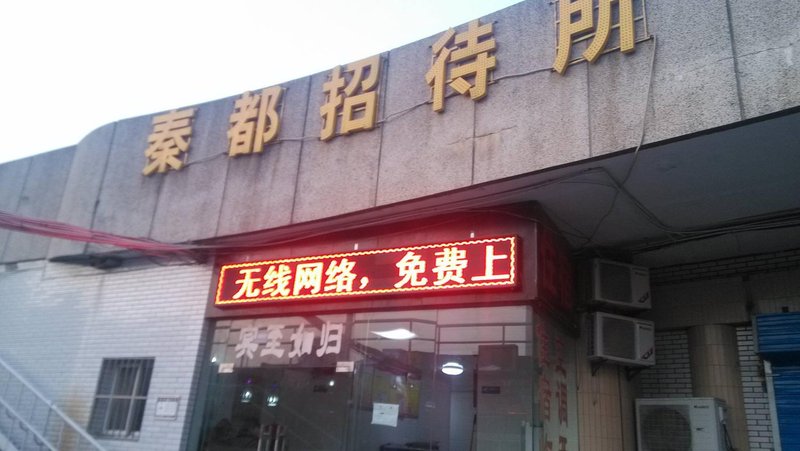 秦都招待所
无线网络，免费上
宾至如归